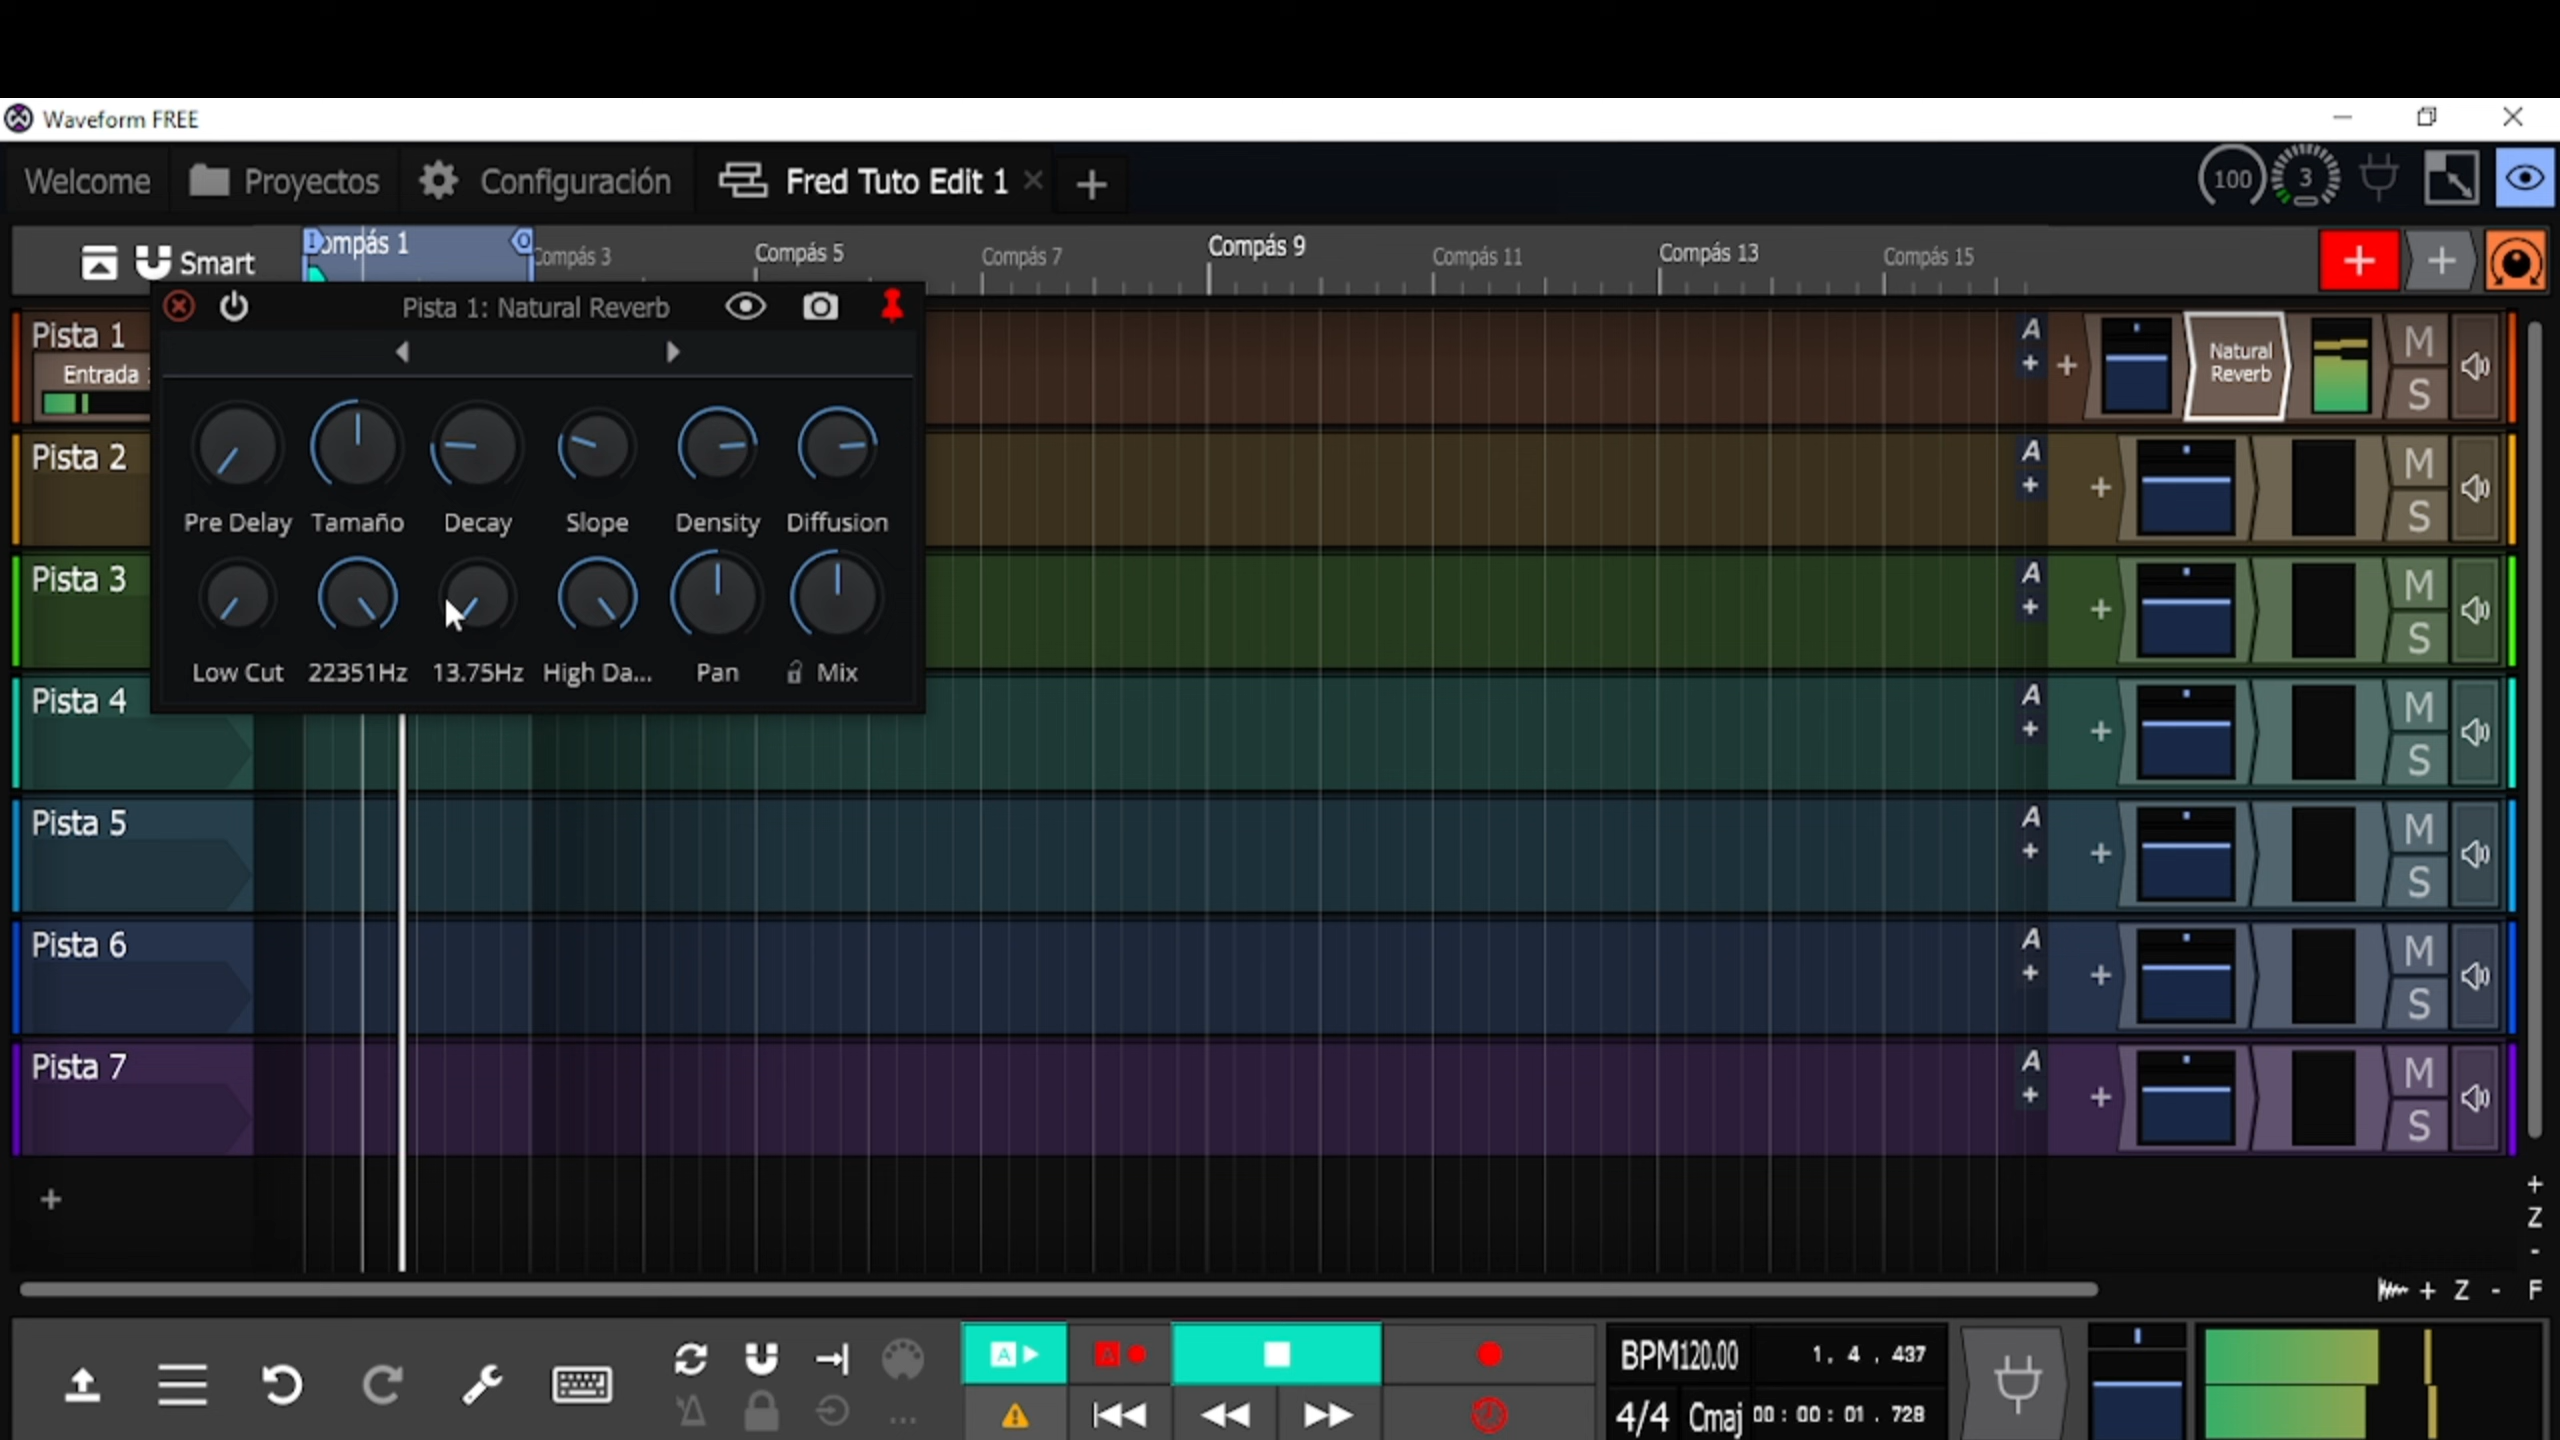 Waveform FREE
Welcome Proyectos Configuración Fred Tuto Edit 1
100 3
Smart
I ompás 1 O Compás 3 Compás 5 Compás 7 Compás 9 Compás 11 Compás 13 Compás 15
Pista 1: Natural Reverb
Pre Delay Tamaño Decay Slope Density Diffusion
Low Cut 22351Hz 13.75Hz High Da... Pan Mix
Pista 1
Entrada
A
Natural
Reverb
M
S
Pista 2
A
M
S
Pista 3
A
M
S
Pista 4
A
M
S
Pista 5
A
M
S
Pista 6
A
M
S
Pista 7
A
M
S
+
Z
-
+ Z - F
A
A
BPM120.00 1, 4 , 437
4/4 Cmaj 00 : 00 : 01 . 728